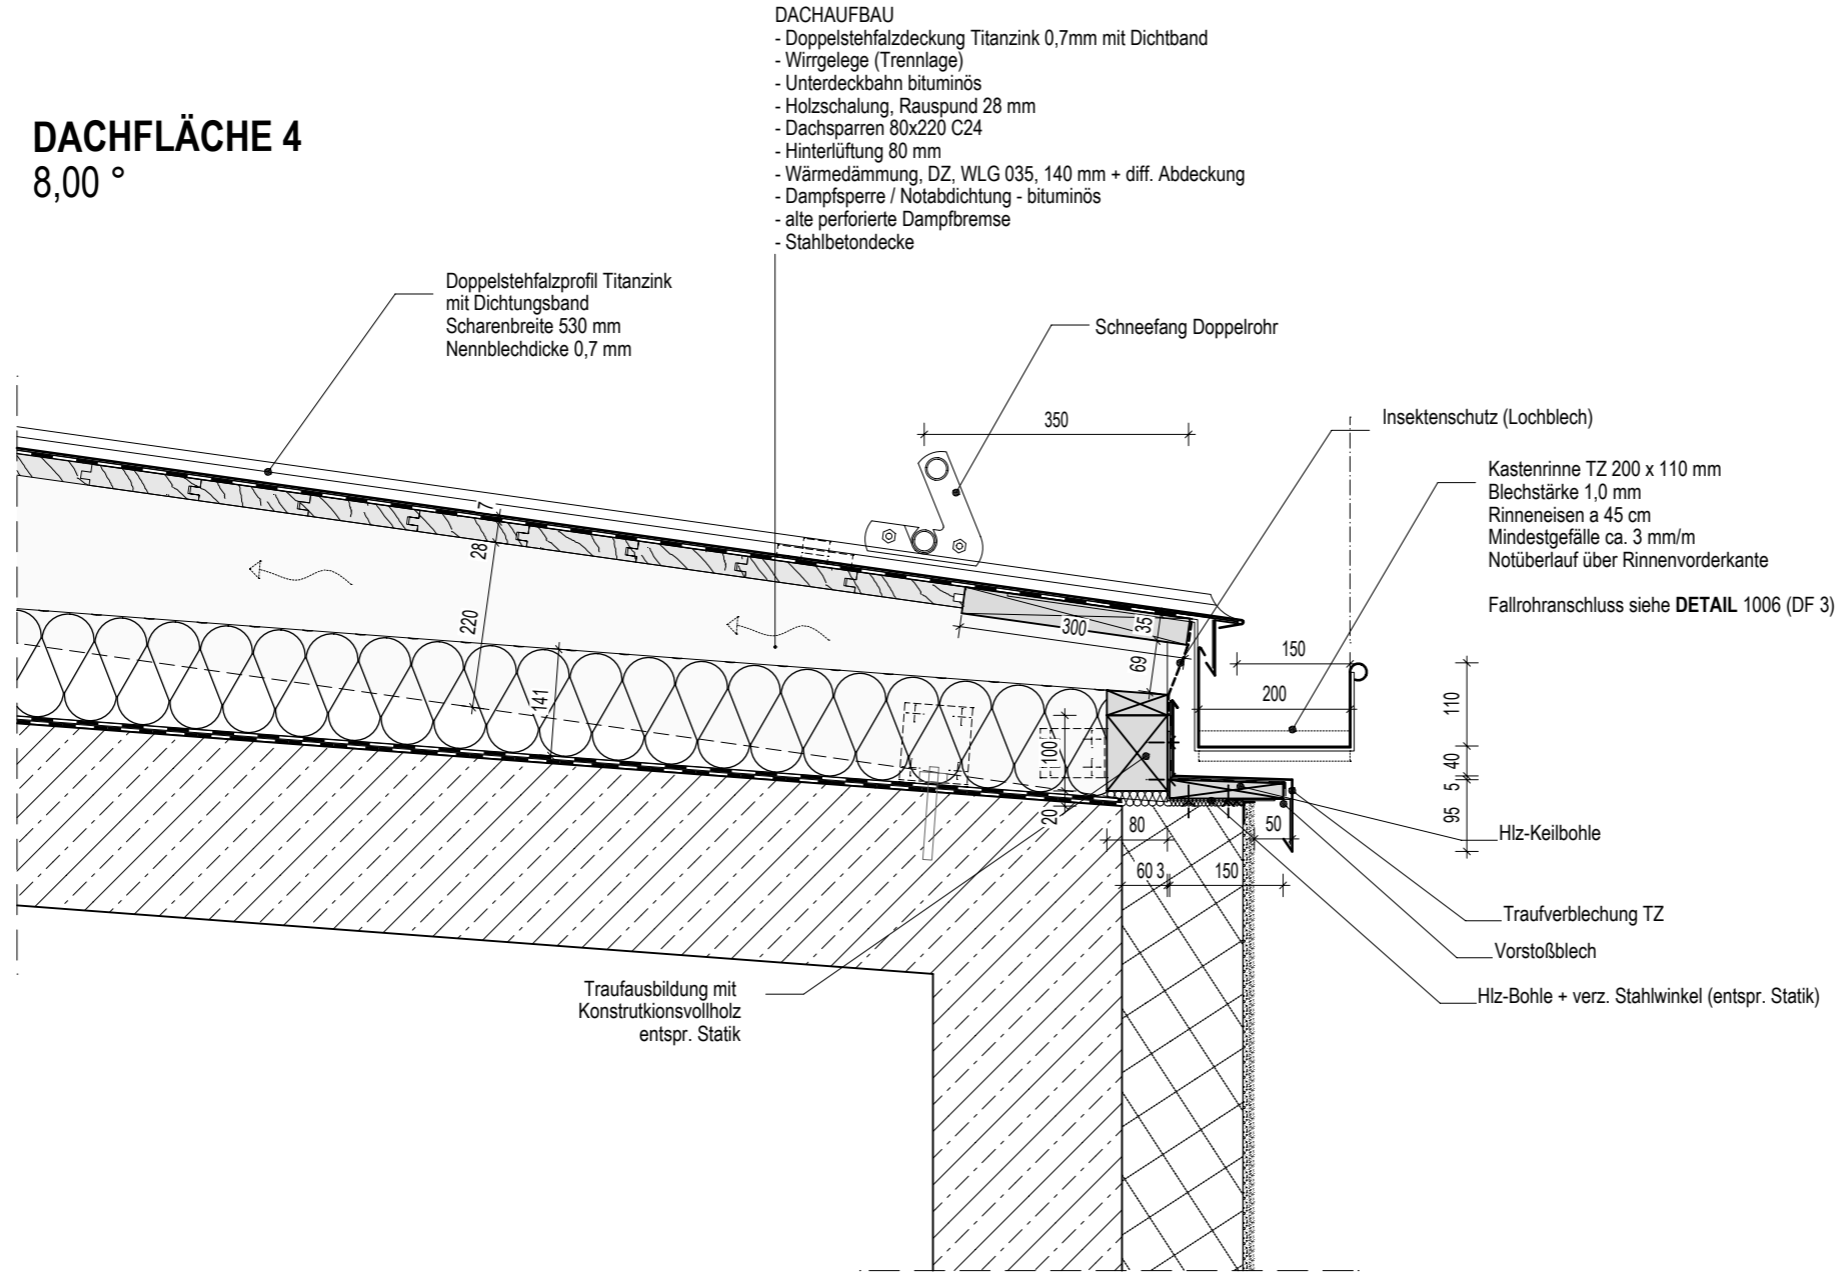 DACHAUFBAU
- Doppelstehfalzdeckung Titanzink 0,7mm mit Dichtband
- Wirrgelege (Trennlage)
- Unterdeckbahn bituminös
- Holzschalung, Rauspund 28 mm
- Dachsparren 80x220 C24
- Hinterlüftung 80 mm
- Wärmedämmung, DZ, WLG 035, 140 mm + diff. Abdeckung
- Dampfsperre / Notabdichtung - bituminös
- alte perforierte Dampfbremse
- Stahlbetondecke
DACHFLÄCHE 4
8,00 °
Doppelstehfalzprofil Titanzink
mit Dichtungsband
Scharenbreite 530 mm
Nennblechdicke 0,7 mm
Schneefang Doppelrohr
350
Insektenschutz (Lochblech)
Kastenrinne TZ 200 x 110 mm
Blechstärke 1,0 mm
Rinneneisen a 45 cm
Mindestgefälle ca. 3 mm/m
Notüberlauf über Rinnenvorderkante
Fallrohranschluss siehe DETAIL 1006 (DF 3)
7
28
220
141
300
35
69
150
200
110
40
5
95
100
20
80
50
60 3
150
Hlz-Keilbohle
Traufverblechung TZ
Vorstoßblech
Hlz-Bohle + verz. Stahlwinkel (entspr. Statik)
Traufausbildung mit
Konstrutkionsvollholz
entspr. Statik